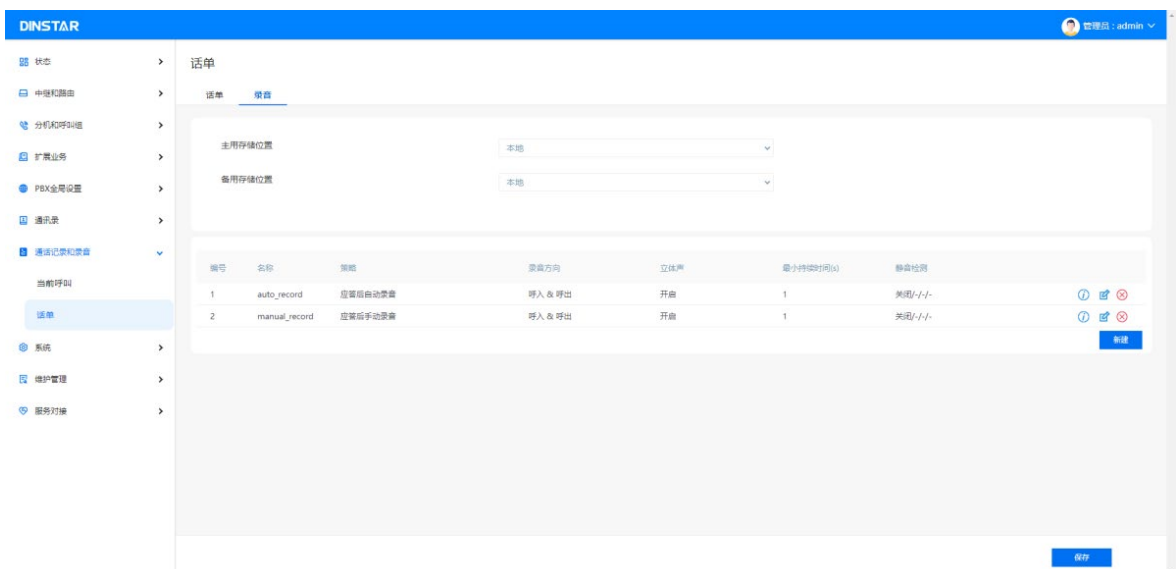 DINSTAR
管理员：admin
状态
中继和路由
分机和呼叫组
扩展业务
PBX全局设置
通讯录
通话记录和录音
当前呼叫
话单
系统
维护管理
服务对接
话单
话单 录音
主用存储位置 本地
备用存储位置 本地
编号 名称 策略 录音方向 立体声 最小持续时间(s) 静音检测
1 auto_record 应答后自动录音 呼入 & 呼出 开启 1 关闭/-/-/-
2 manual_record 应答后手动录音 呼入 & 呼出 开启 1 关闭/-/-/-
新建
保存